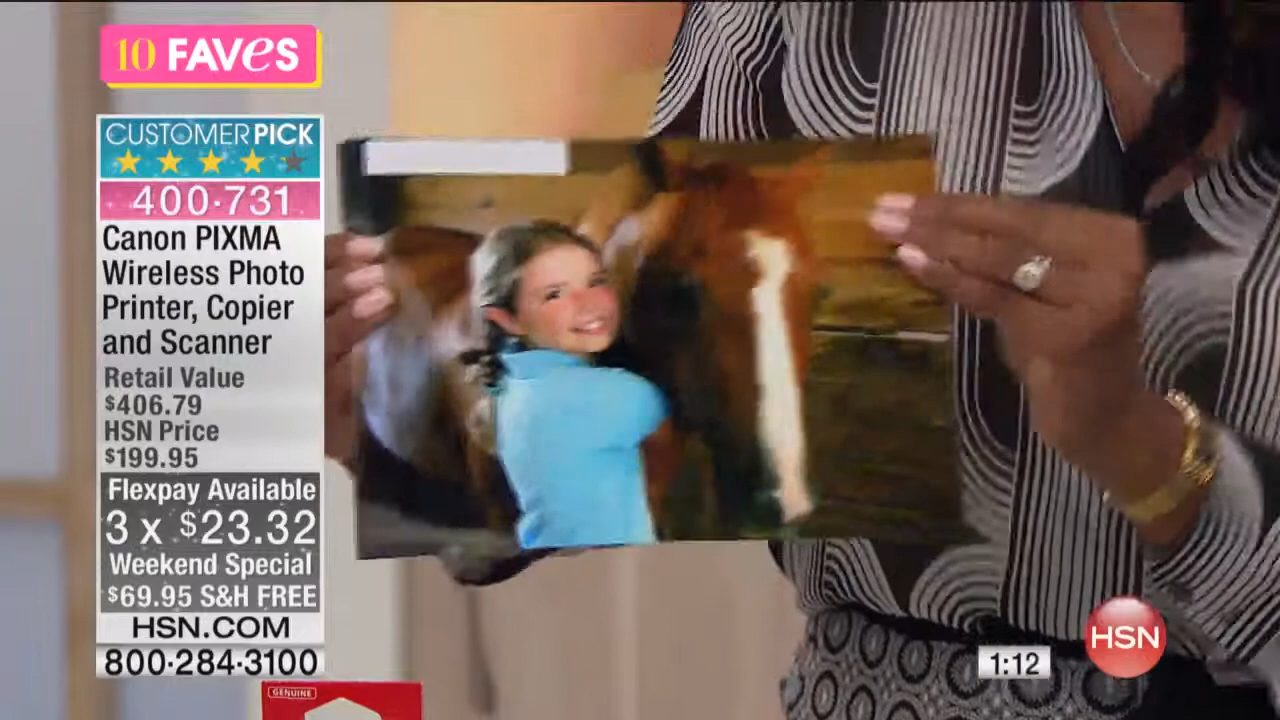 10 FAVeS
CUSTOMERPICK
400·731
Canon PIXMA
Wireless Photo
Printer, Copier
and Scanner
Retail Value
$406.79
HSN Price
$199.95
Flexpay Available
3 x $23.32
Weekend Special
$69.95 S&H FREE
HSN.COM
800·284·3100
GENUINE
1:12
HSN